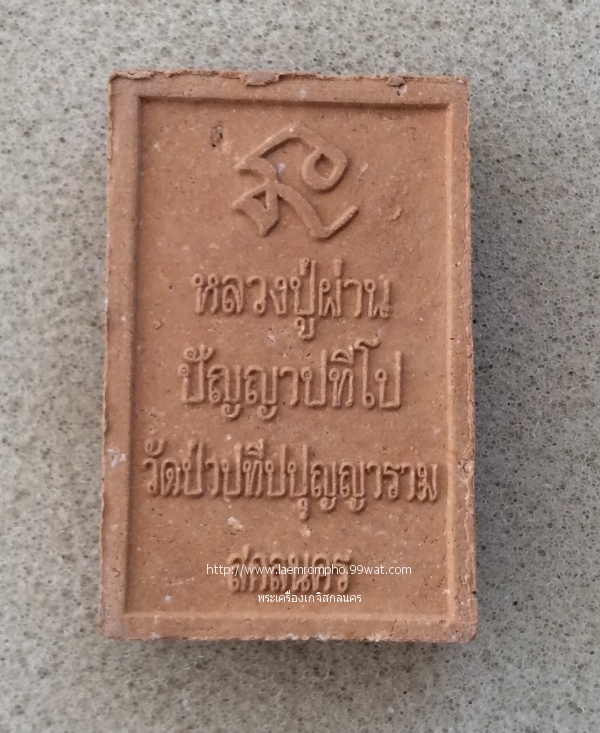 หลวงปู่ผ่าน
ปัญญาปทีโป
วัดป่าปทีปปุญญาราม
สกลนคร
http://www.laemrompho.99wat.com
พระเครื่องเกจิสกลนคร